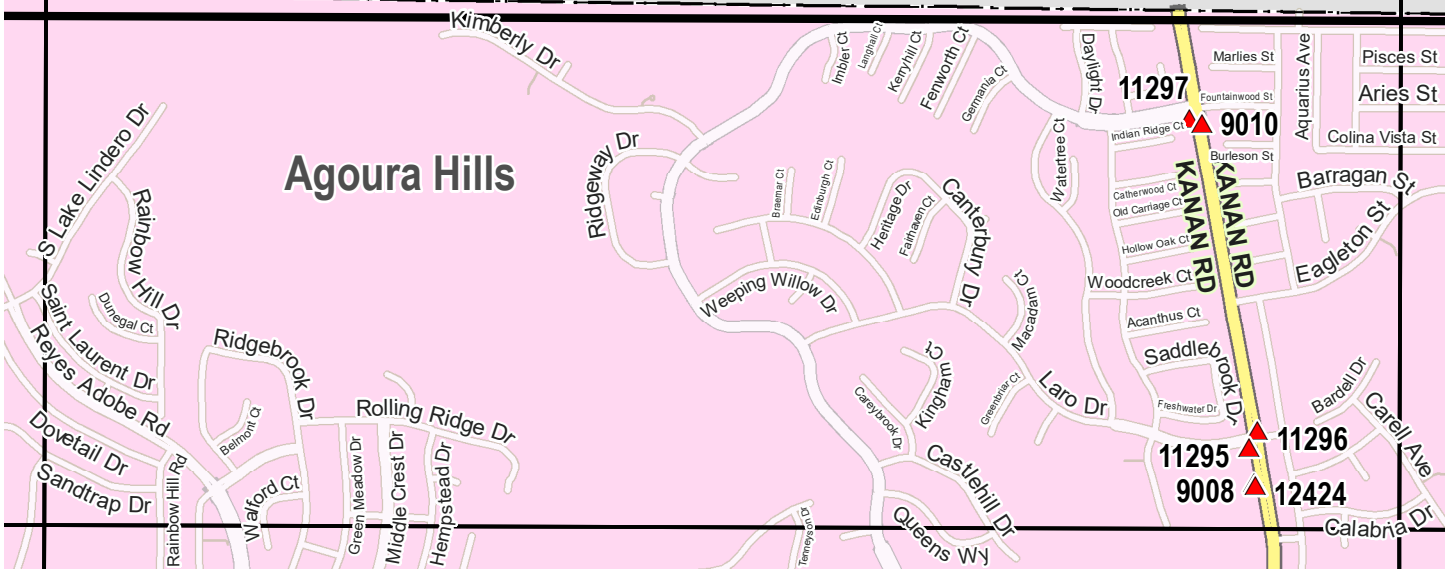 Kimberly Dr
Imbler Ct
Langhall Ct
Kerryhill Ct
Fenworth Ct
Germania Ct
Daylight Dr
Marlies St
Aquarius Ave
Pisces St
11297
Fountainwood St
Aries St
9010
Indian Ridge Ct
Colina Vista St
S Lake Lindero Dr
Agoura Hills
Ridgeway Dr
Watertree Ct
Burleson St
KANAN RD
KANAN RD
Barragan St
Braemar Ct
Edinburgh Ct
Heritage Dr
Fairhaven Ct
Canterbury Dr
Catherwood Ct
Old Carriage Ct
Rainbow Hill Dr
Hollow Oak Ct
Eagleton St
Woodcreek Ct
Weeping Willow Dr
Macadam Ct
Dunegal Ct
Saint Laurent Dr
Acanthus Ct
Reyes Adobe Rd
Ridgebrook Dr
Saddlebrook Dr
Kingham Ct
Greenbriar Ct
Laro Dr
Bardell Dr
Carell Ave
Careybrook Dr
Freshwater Dr
Rolling Ridge Dr
Belmont Ct
Dovetail Dr
11296
11295
Castlehill Dr
Sandtrap Dr
Rainbow Hill Rd
Walford Ct
Green Meadow Dr
Middle Crest Dr
Hempstead Dr
9008
12424
Tenneyson Dr
Queens Wy
Calabria Dr